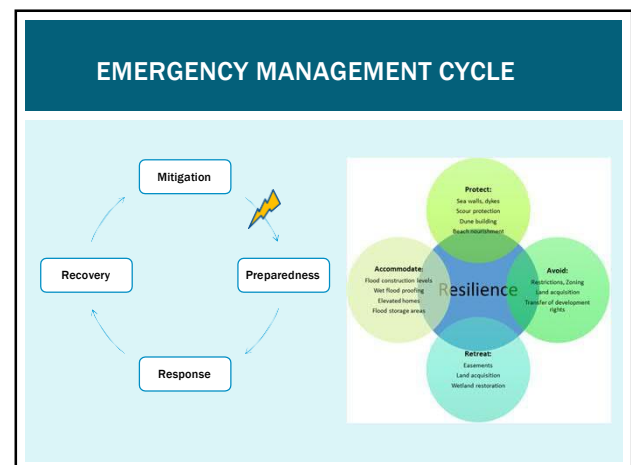 EMERGENCY MANAGEMENT CYCLE
Mitigation
Preparedness
Response
Recovery
Protect:
Sea walls, dykes
Scour protection
Dune building
Beach nourishment
Accommodate:
Flood construction levels
Wet flood proofing
Elevated homes
Flood storage areas
Resilience
Avoid:
Restrictions, Zoning
Land acquisition
Transfer of development
rights
Retreat:
Easements
Land acquisition
Wetland restoration